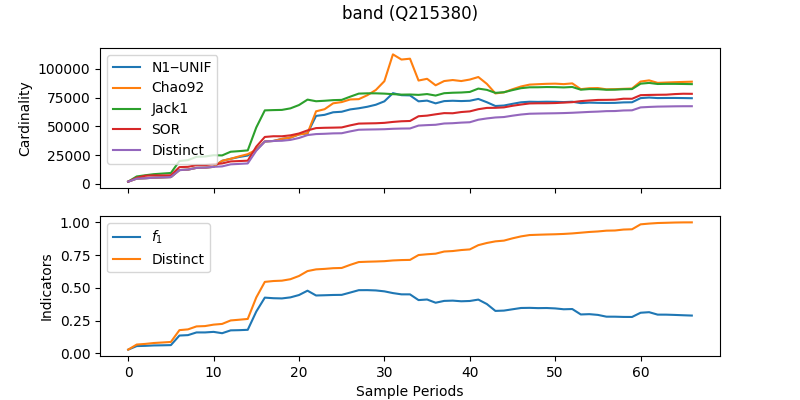 band (Q215380)
Cardinality
100000
75000
50000
25000
0
N1−UNIF
Chao92
Jack1
SOR
Distinct
Indicators
1.00
0.75
0.50
0.25
0.00
f1
Distinct
0 10 20 30 40 50 60
Sample Periods